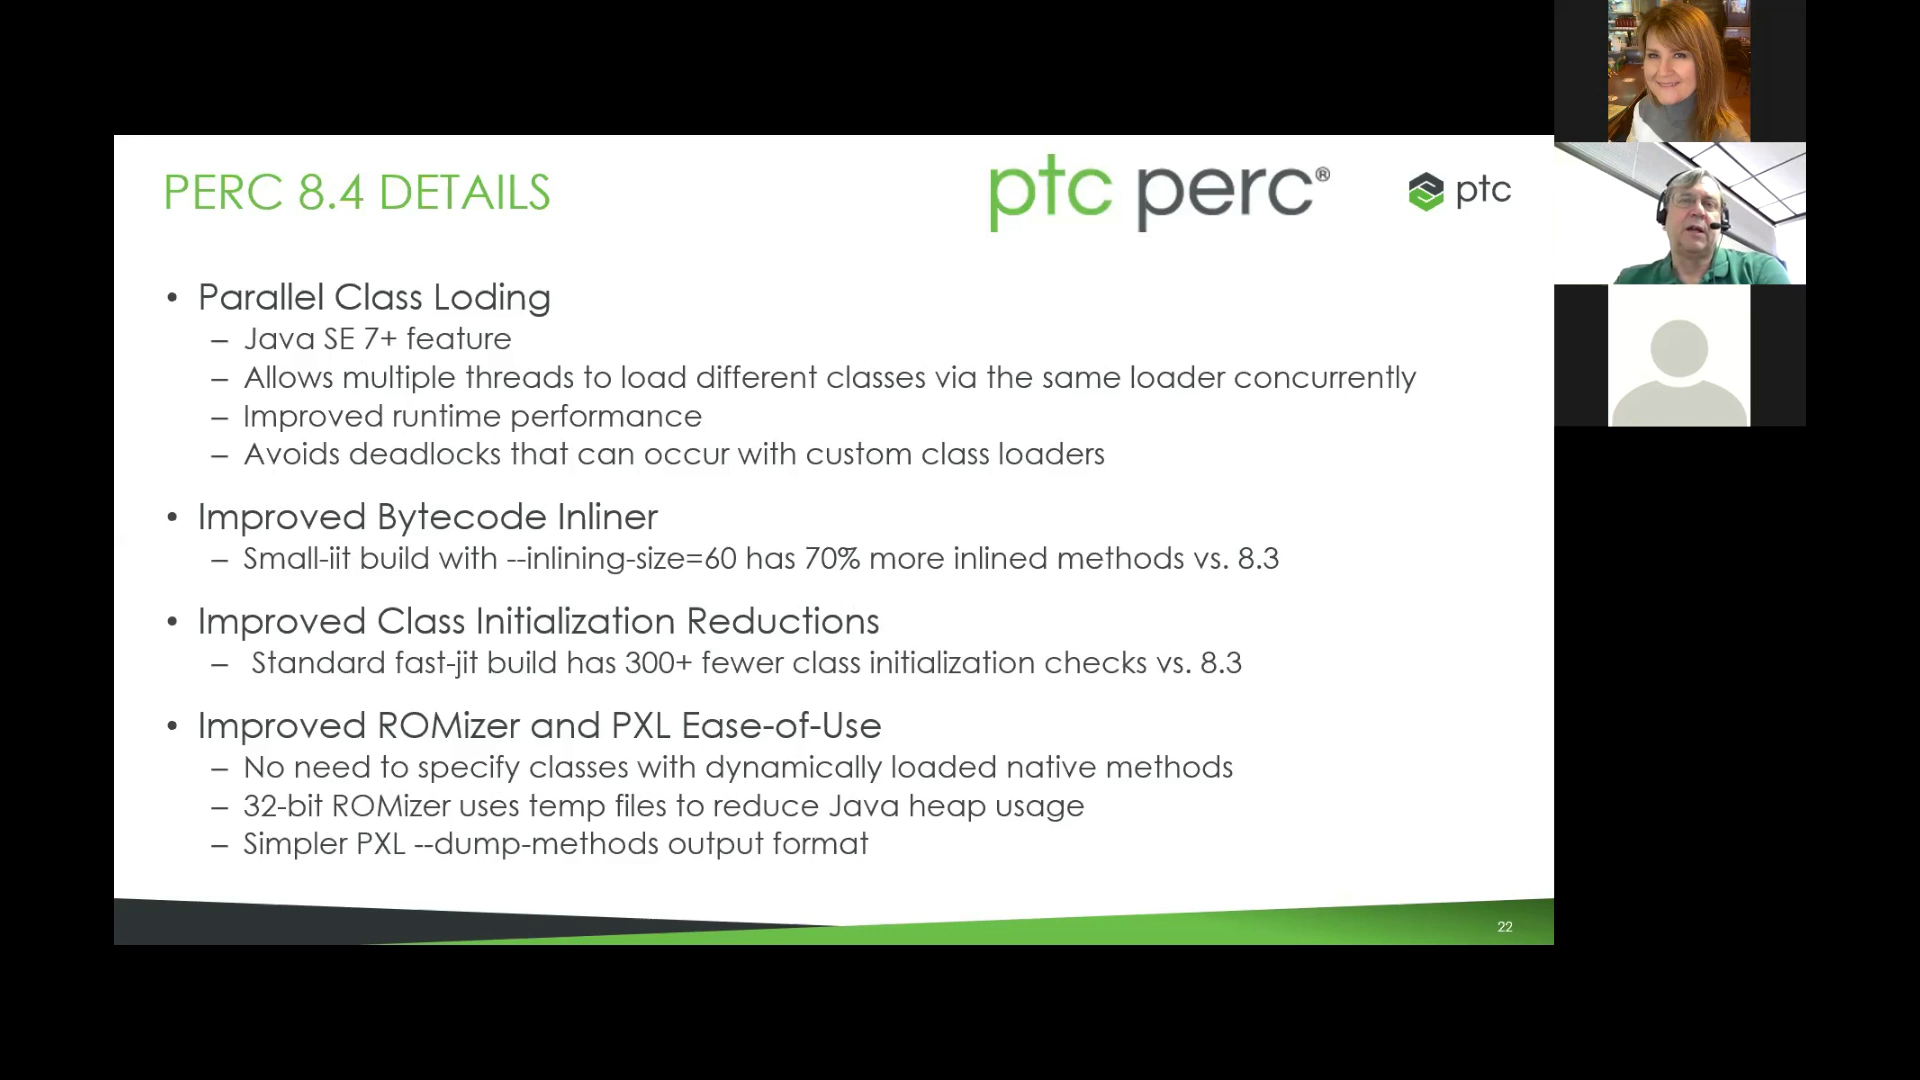 PERC 8.4 DETAILS
ptc perc®
ptc
• Parallel Class Loding
– Java SE 7+ feature
– Allows multiple threads to load different classes via the same loader concurrently
– Improved runtime performance
– Avoids deadlocks that can occur with custom class loaders
• Improved Bytecode Inliner
– Small-iit build with --inlining-size=60 has 70% more inlined methods vs. 8.3
• Improved Class Initialization Reductions
– Standard fast-jit build has 300+ fewer class initialization checks vs. 8.3
• Improved ROMizer and PXL Ease-of-Use
– No need to specify classes with dynamically loaded native methods
– 32-bit ROMizer uses temp files to reduce Java heap usage
– Simpler PXL --dump-methods output format
22